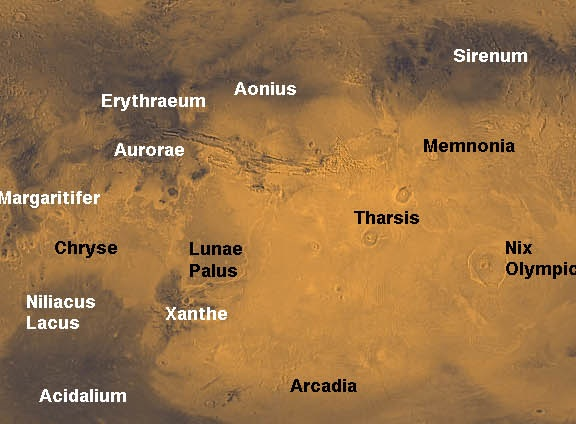 Sirenum
Aonius
Erythraeum
Aurorae
Memnonia
Margaritifer
Tharsis
Chryse
Lunae
Palus
Nix
Olympic
Niliacus
Lacus
Xanthe
Arcadia
Acidalium